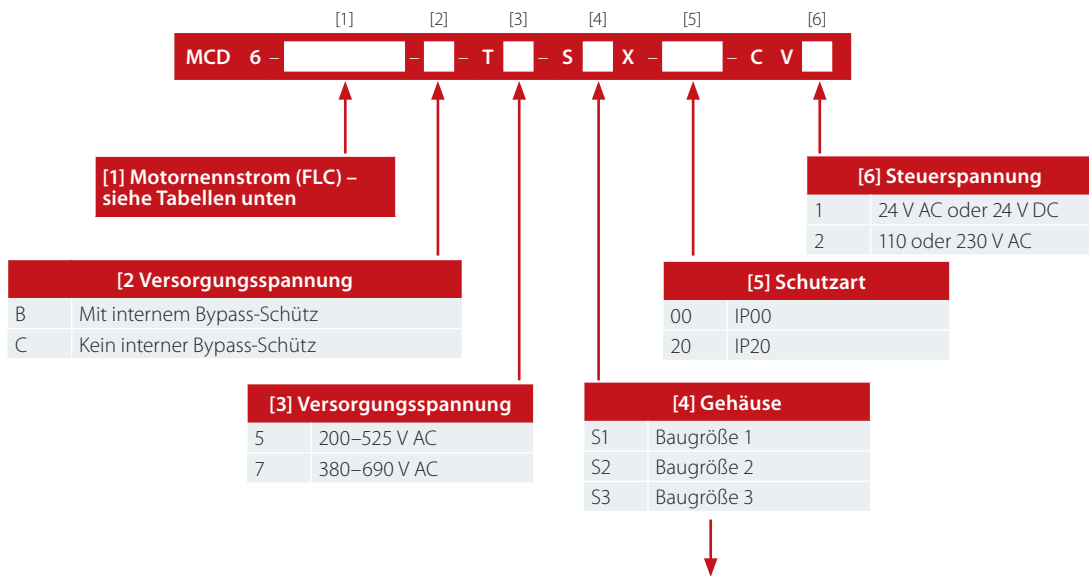 [1] [2] [3] [4] [5] [6]
MCD 6 – – – T – S X – – C V
[1] Motornennstrom (FLC) –
siehe Tabellen unten
[6] Steuerspannung
1 24 V AC oder 24 V DC
2 110 oder 230 V AC
[2 Versorgungsspannung
B Mit internem Bypass-Schütz
C Kein interner Bypass-Schütz
[5] Schutzart
00 IP00
20 IP20
[3] Versorgungsspannung
5 200–525 V AC
7 380–690 V AC
[4] Gehäuse
S1 Baugröße 1
S2 Baugröße 2
S3 Baugröße 3